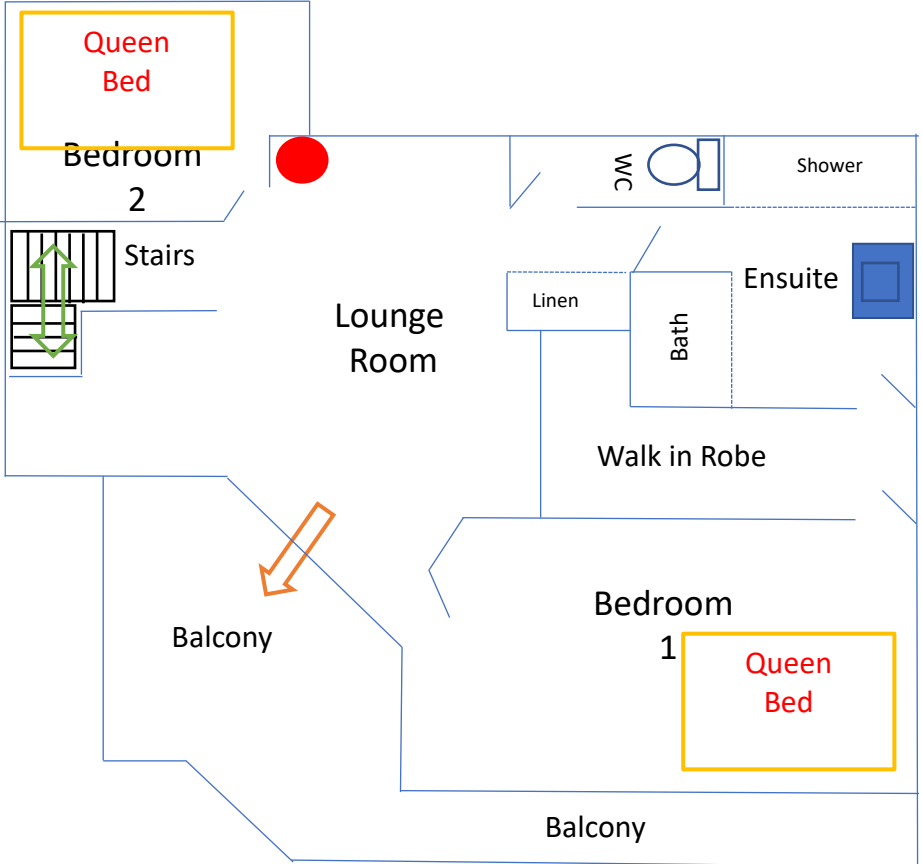 Queen
Bed
Bedroom
2
WC
Shower
Stairs
Ensuite
Linen
Lounge
Room
Bath
Walk in Robe
Bedroom
1
Queen
Bed
Balcony
Balcony